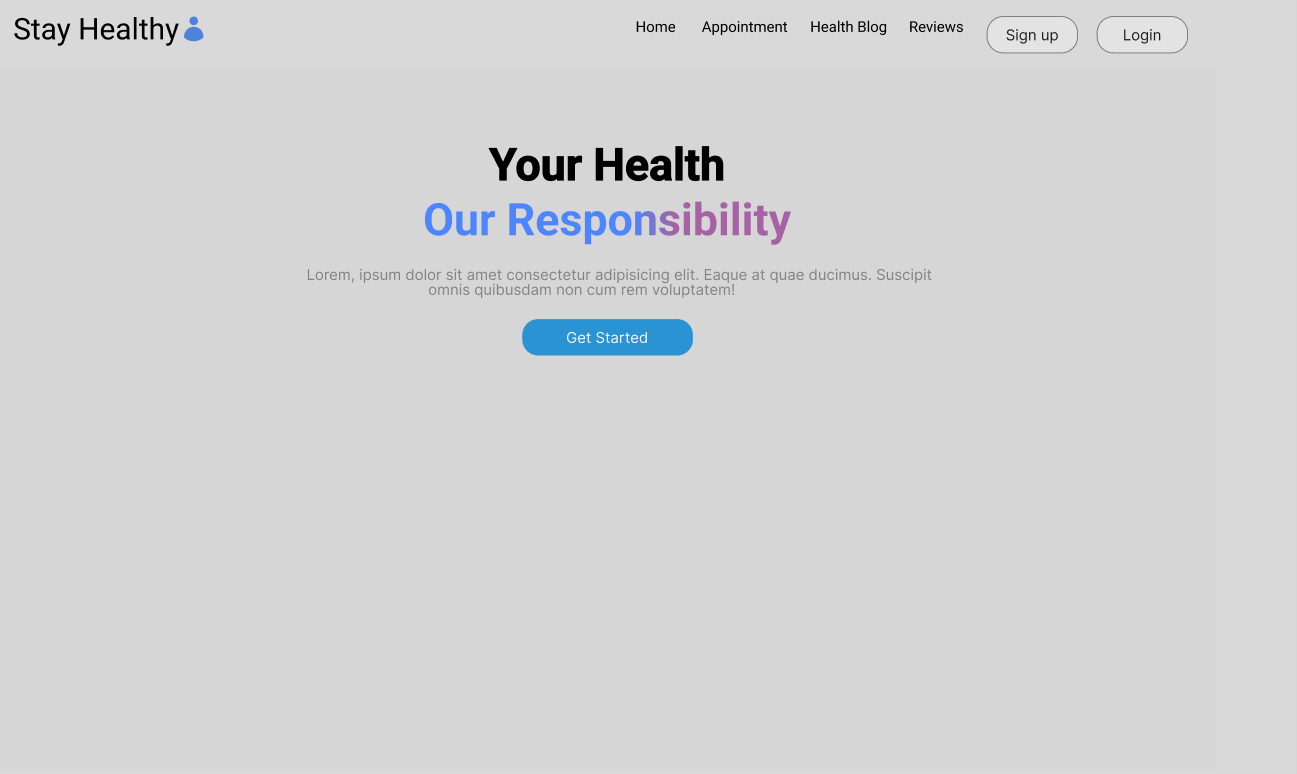 Stay Healthy
Home Appointment Health Blog Reviews Sign up Login
Your Health
Our Responsibility
Lorem, ipsum dolor sit amet consectetur adipisicing elit. Eaque at quae ducimus. Suscipit
omnis quibusdam non cum rem voluptatem!
Get Started